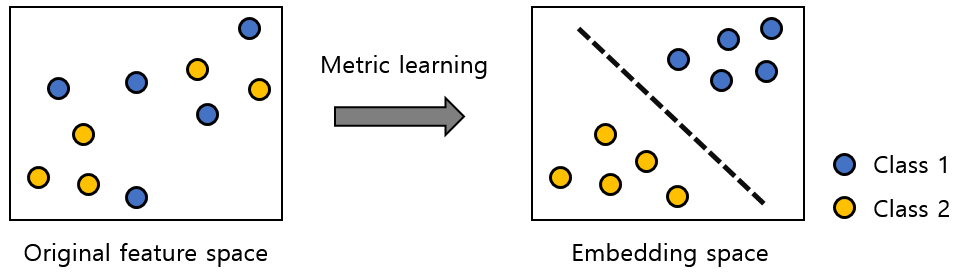 Metric learning
Class 1
Class 2
Original feature space
Embedding space